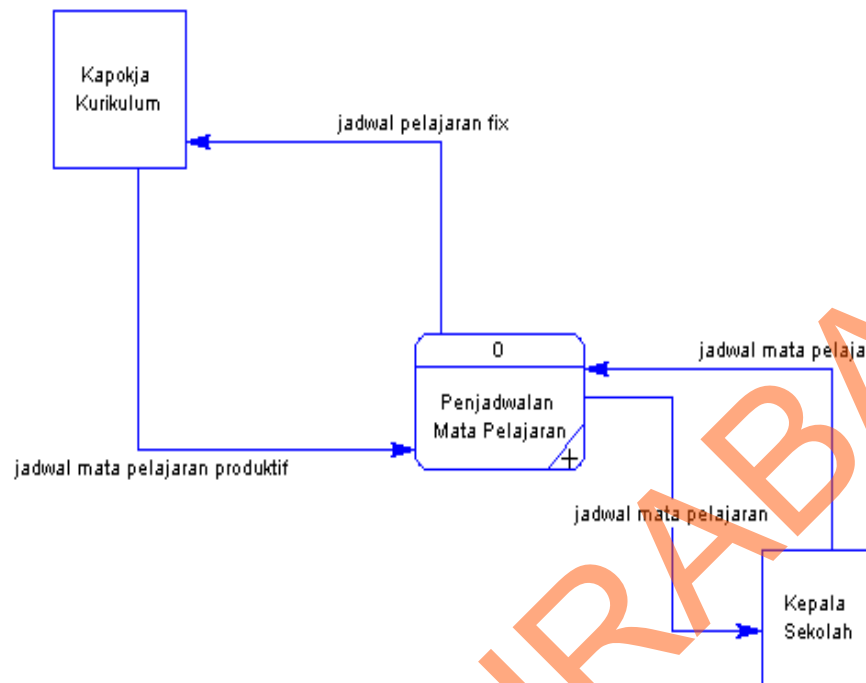 Kapokja
Kurikulum
jadwal pelajaran fix
0
jadwal mata pelaja
Penjadwalan
Mata Pelajaran
+
jadwal mata pelajaran produktif
jadwal mata pelajaran
Kepala
Sekolah
URABA